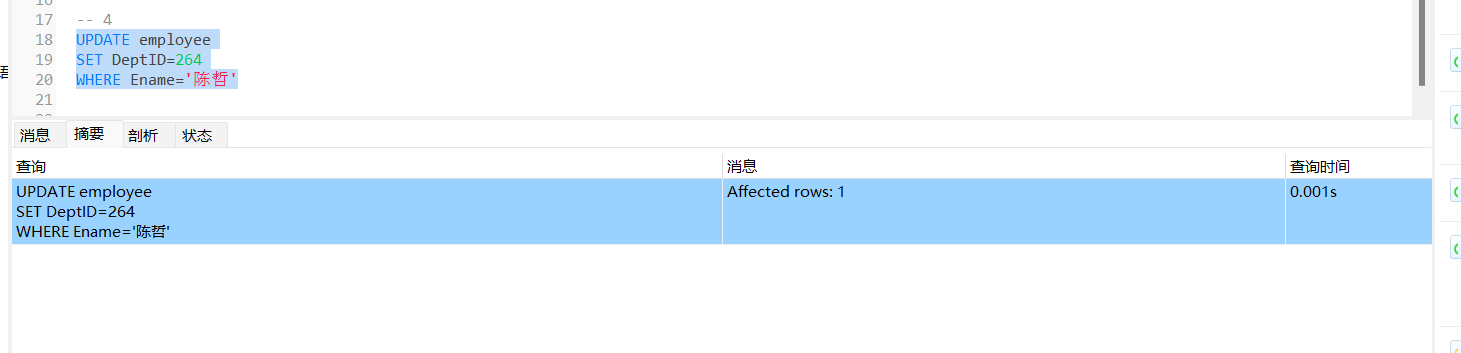 17 -- 4
18 UPDATE employee
19 SET DeptID=264
20 WHERE Ename='陈哲'
21
消息 摘要 剖析 状态
查询 消息 查询时间
UPDATE employee Affected rows: 1 0.001s
SET DeptID=264
WHERE Ename='陈哲'